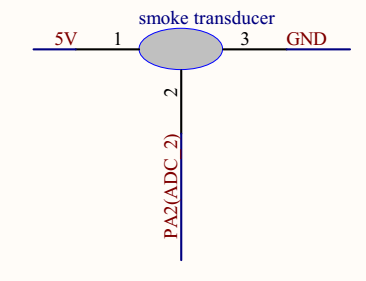 smoke transducer
5V 1 3 GND
2
PA2(ADC 2)